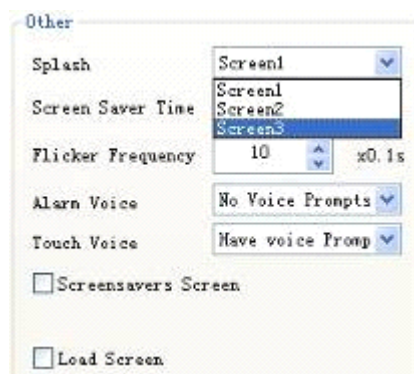 Other
Splash Screen1
Screen1
Screen Saver Time Screen2
Screen3
Flicker Frequency 10 x0.1s
Alarm Voice No Voice Prompts
Touch Voice Have voice Promp
Screensavers Screen
Load Screen